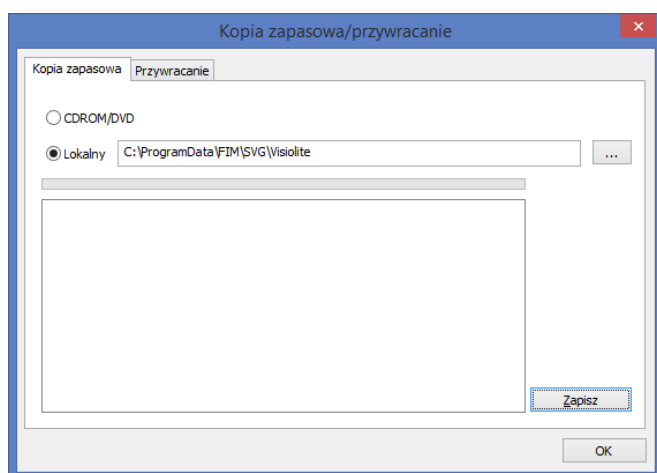 Kopia zapasowa/przywracanie
Kopia zapasowa Przywracanie
CDROM/DVD
Lokalny C:\ProgramData\FIM\SVG\Visiolite ...
Zapisz
OK